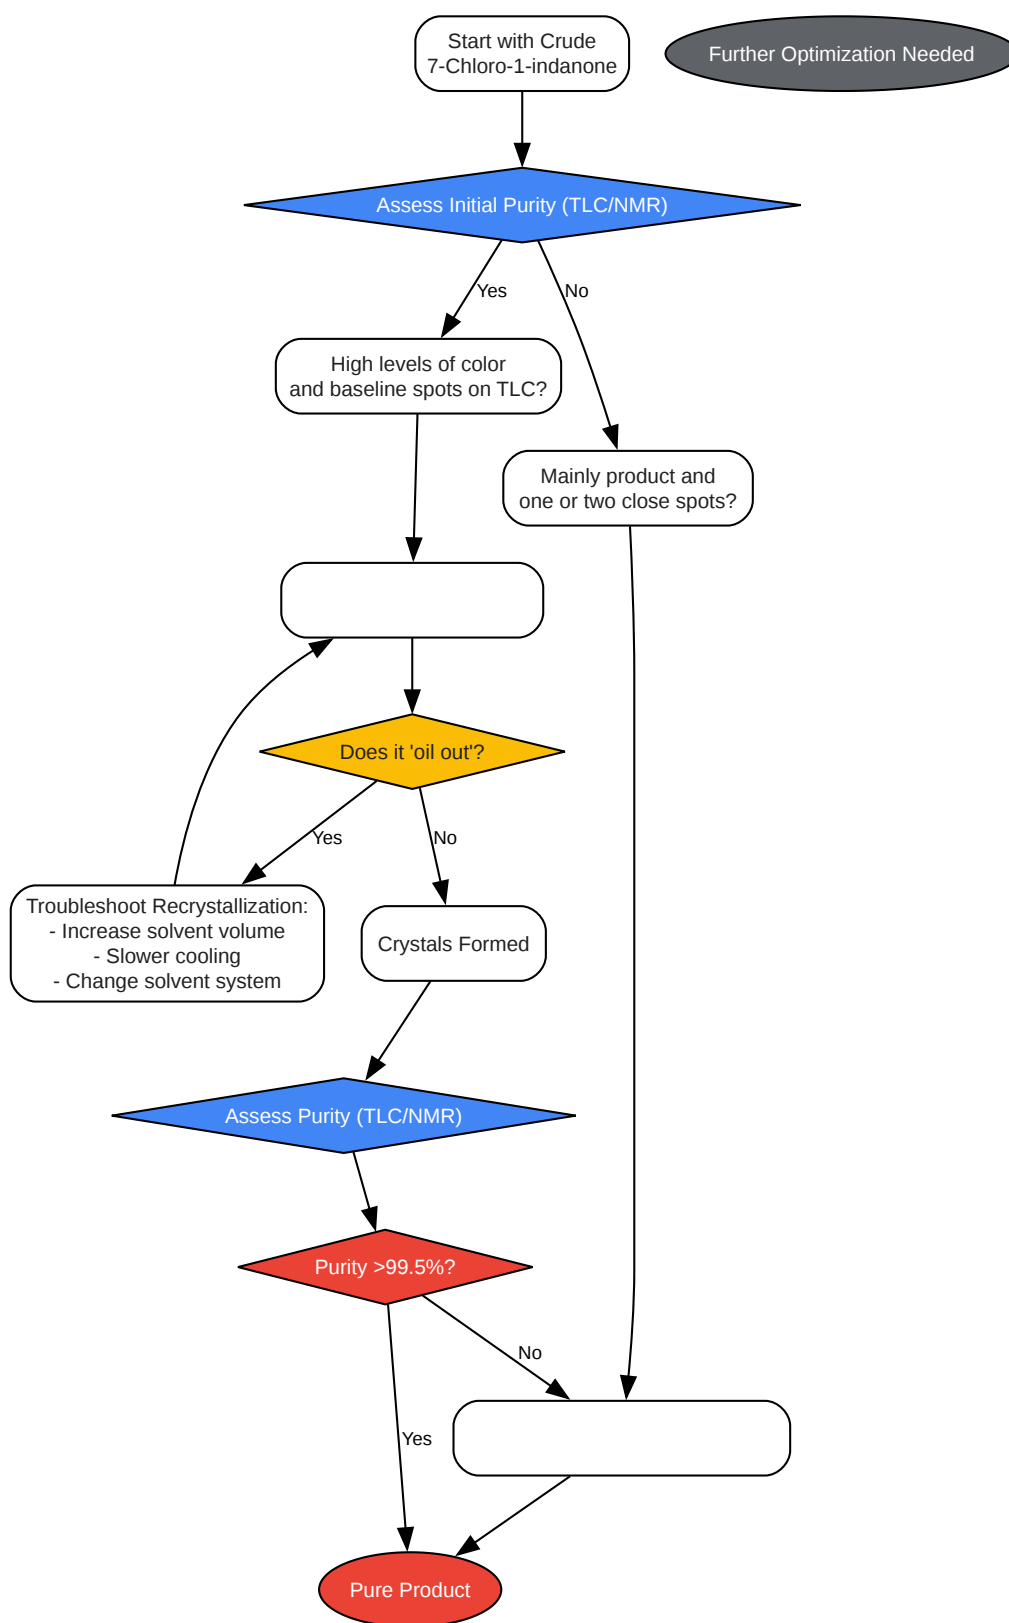 Start with Crude
7-Chloro-1-indanone
Further Optimization Needed
Assess Initial Purity (TLC/NMR)
Yes
No
High levels of color
and baseline spots on TLC?
Mainly product and
one or two close spots?
Does it 'oil out'?
Yes
No
Troubleshoot Recrystallization:
- Increase solvent volume
- Slower cooling
- Change solvent system
Crystals Formed
Assess Purity (TLC/NMR)
Purity >99.5%?
No
Yes
Pure Product